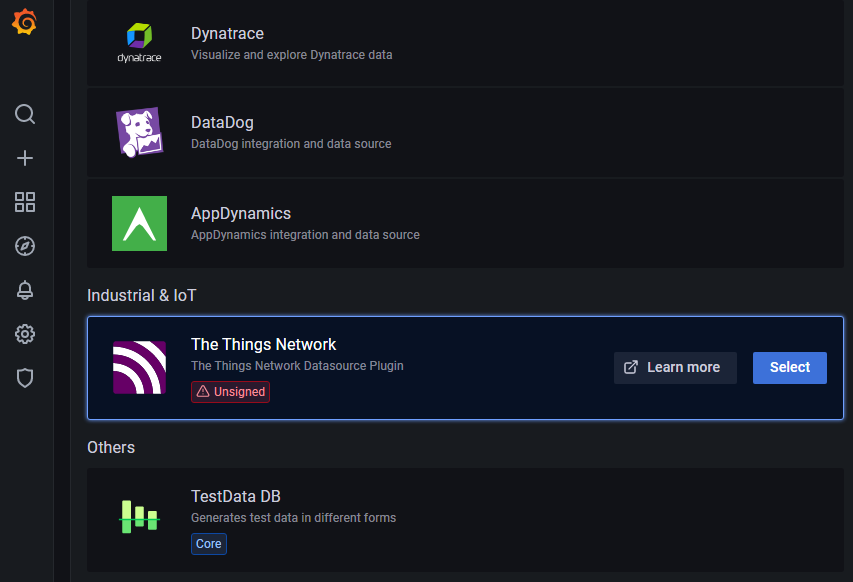 Dynatrace
Visualize and explore Dynatrace data
dynatrace
DataDog
DataDog integration and data source
AppDynamics
AppDynamics integration and data source
Industrial & IoT
The Things Network
The Things Network Datasource Plugin
Unsigned
Learn more
Select
Others
TestData DB
Generates test data in different forms
Core